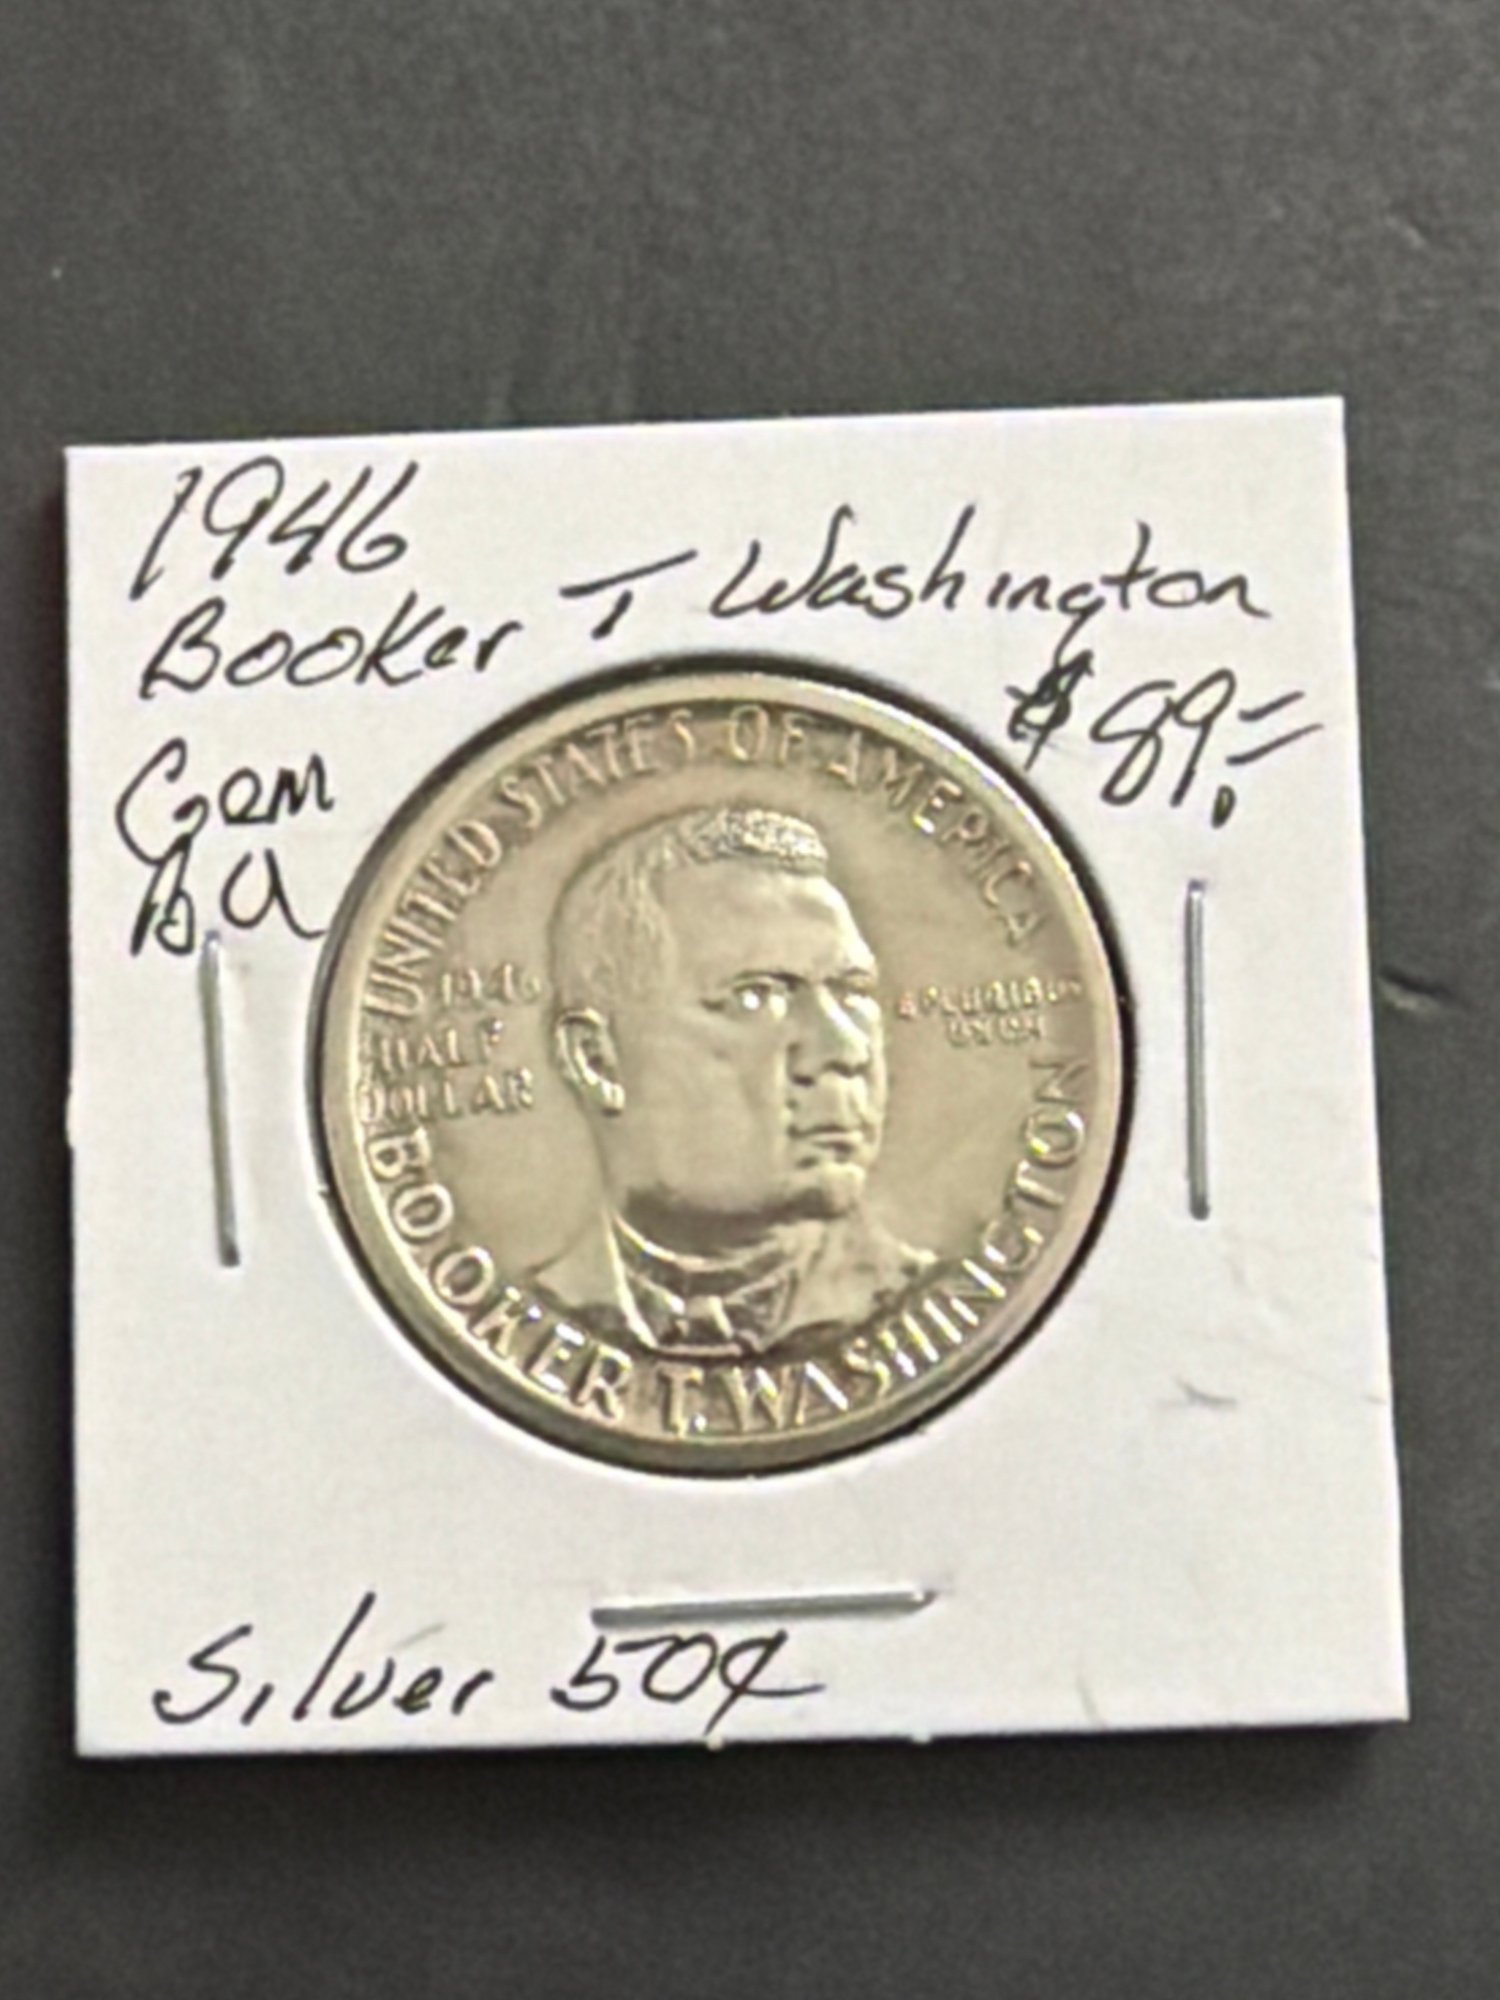 1946
Booker T Washington
$89.=
Gem
BU
UNITED STATES OF AMERICA
1946
HALF
DOLLAR
E PLURIBUS
UNUM
BOOKER T. WASHINGTON
Silver 50¢